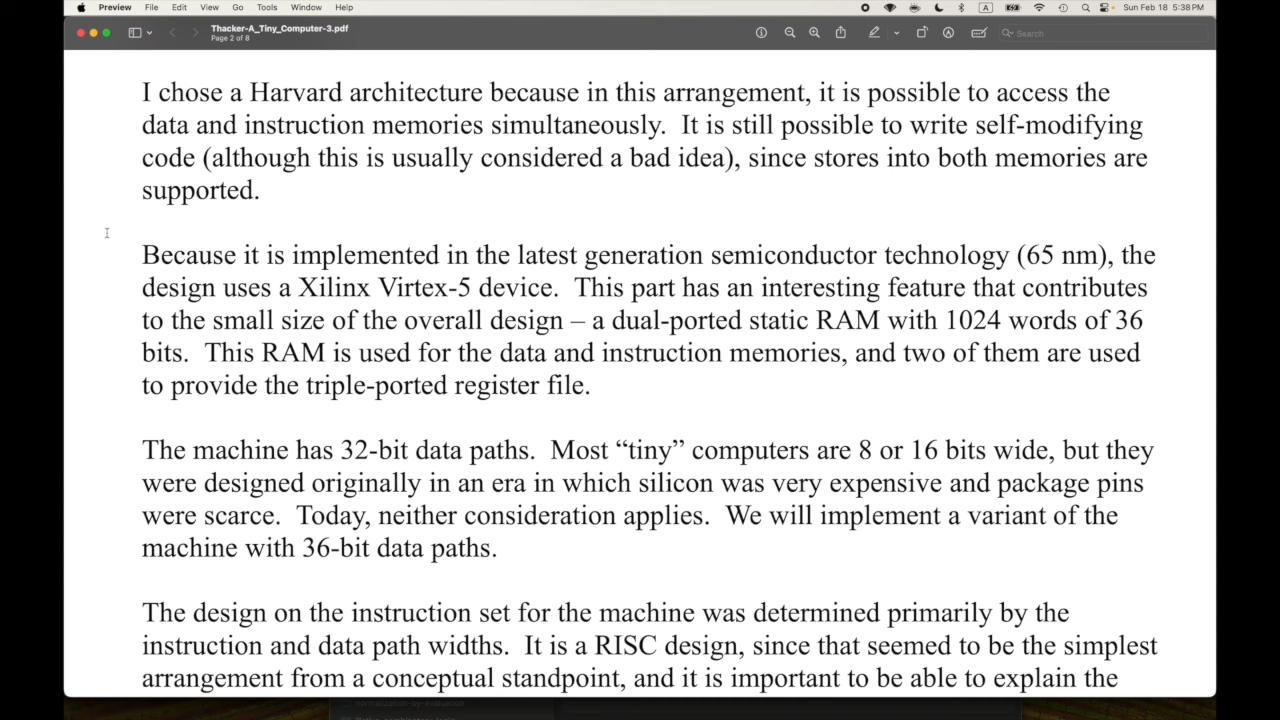 Preview File Edit View Go Tools Window Help
A
Sun Feb 18 5:38 PM
Thacker-A_Tiny_Computer-3.pdf
Page 2 of 8
Search
I chose a Harvard architecture because in this arrangement, it is possible to access the
data and instruction memories simultaneously.  It is still possible to write self-modifying
code (although this is usually considered a bad idea), since stores into both memories are
supported.
Because it is implemented in the latest generation semiconductor technology (65 nm), the
design uses a Xilinx Virtex-5 device.  This part has an interesting feature that contributes
to the small size of the overall design – a dual-ported static RAM with 1024 words of 36
bits.  This RAM is used for the data and instruction memories, and two of them are used
to provide the triple-ported register file.
The machine has 32-bit data paths.  Most “tiny” computers are 8 or 16 bits wide, but they
were designed originally in an era in which silicon was very expensive and package pins
were scarce.  Today, neither consideration applies.  We will implement a variant of the
machine with 36-bit data paths.
The design on the instruction set for the machine was determined primarily by the
instruction and data path widths.  It is a RISC design, since that seemed to be the simplest
arrangement from a conceptual standpoint, and it is important to be able to explain the
normalization-by-evaluation